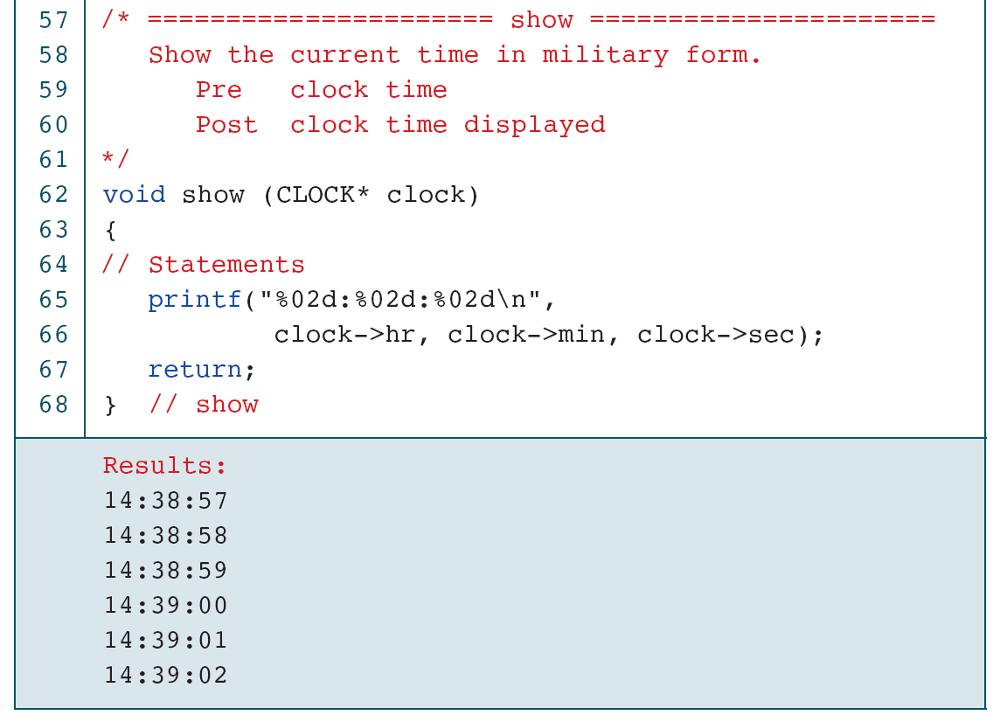 57 /* ====================== show ======================
58 Show the current time in military form.
59 Pre clock time
60 Post clock time displayed
61 */
62 void show (CLOCK* clock)
63 {
64 // Statements
65 printf("%02d:%02d:%02d\n",
66 clock->hr, clock->min, clock->sec);
67 return;
68 } // show
Results:
14:38:57
14:38:58
14:38:59
14:39:00
14:39:01
14:39:02